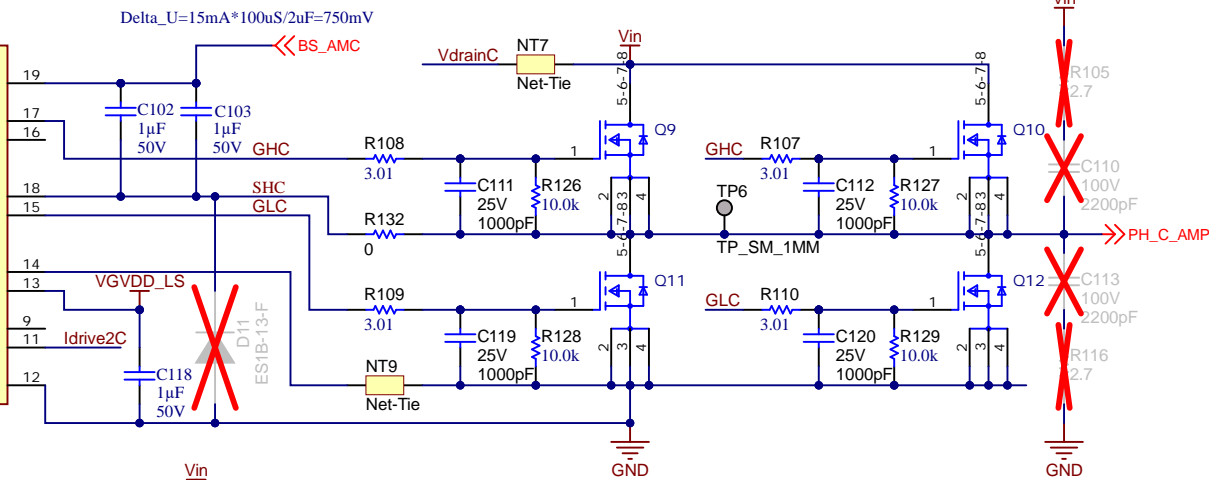 Delta_U=15mA*100uS/2uF=750mV
BS_AMC
19
17
16
18
15
14
13
9
11
12
C102
1µF
50V
C103
1µF
50V
GHC
SHC
GLC
VGVDD_LS
Idrive2C
C118
1µF
50V
D11
ES1B-13-F
Vin
VdrainC
NT7
Net-Tie
Vin
5-6-7-8
Q9
R108
3.01
1
C111
25V
1000pF
R126
10.0k
2
3
4
R132
0
5-6-7-8
Q11
R109
3.01
1
C119
25V
1000pF
R128
10.0k
2
3
4
NT9
Net-Tie
GND
5-6-7-8
Q10
GHC
R107
3.01
1
C112
25V
1000pF
R127
10.0k
2
3
4
TP6
TP_SM_1MM
5-6-7-8
Q12
GLC
R110
3.01
1
C120
25V
1000pF
R129
10.0k
2
3
4
Vin
R105
2.7
C110
100V
2200pF
PH_C_AMP
C113
100V
2200pF
R116
2.7
GND